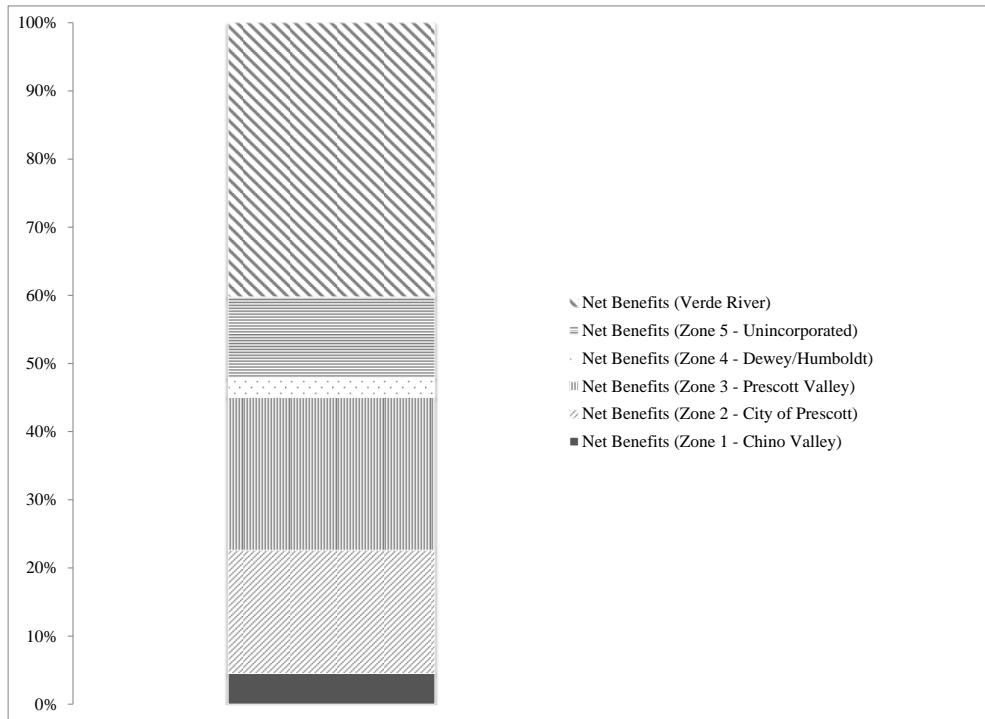 100%
90%
80%
70%
60%
50%
40%
30%
20%
10%
0%
Net Benefits (Verde River)
Net Benefits (Zone 5 - Unincorporated)
Net Benefits (Zone 4 - Dewey/Humboldt)
Net Benefits (Zone 3 - Prescott Valley)
Net Benefits (Zone 2 - City of Prescott)
Net Benefits (Zone 1 - Chino Valley)